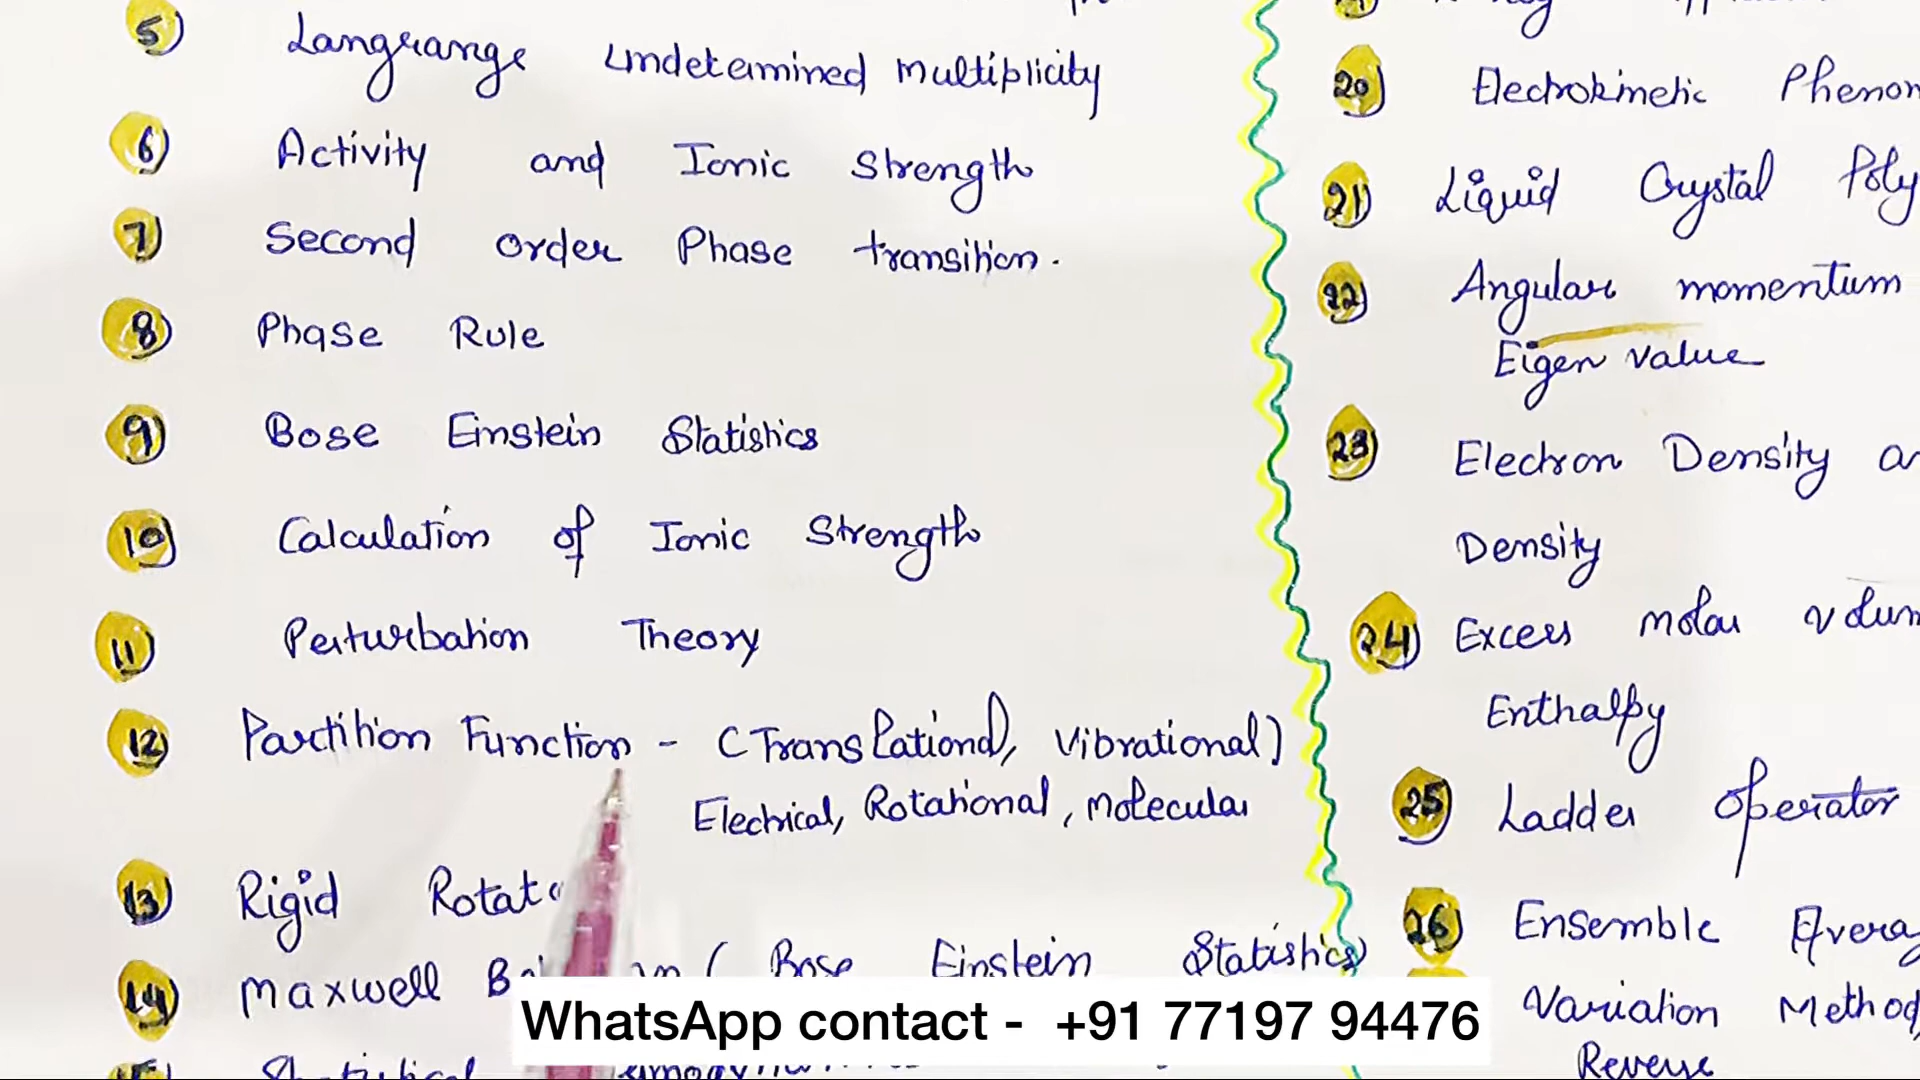 5) Langrange undetermined multiplicity
6) Activity and Ionic Strength
7) Second order Phase transition.
8) Phase Rule
9) Bose Einstein Statistics
10) Calculation of Ionic Strength
11) Perturbation Theory
12) Partition Function - (Translational, Vibrational)
Electrical, Rotational, Molecular
13) Rigid
14) Maxwell ( Bose Einstein Statistics
20) Electrokinetic
21) Liquid Crystal
22) Angular momentum
Eigen value
23) Electron Density
Density
24) Excess molar
Enthalpy
25) Ladder Operator
26) Ensemble
Variation Method,
Reverse
WhatsApp contact - +91 77197 94476